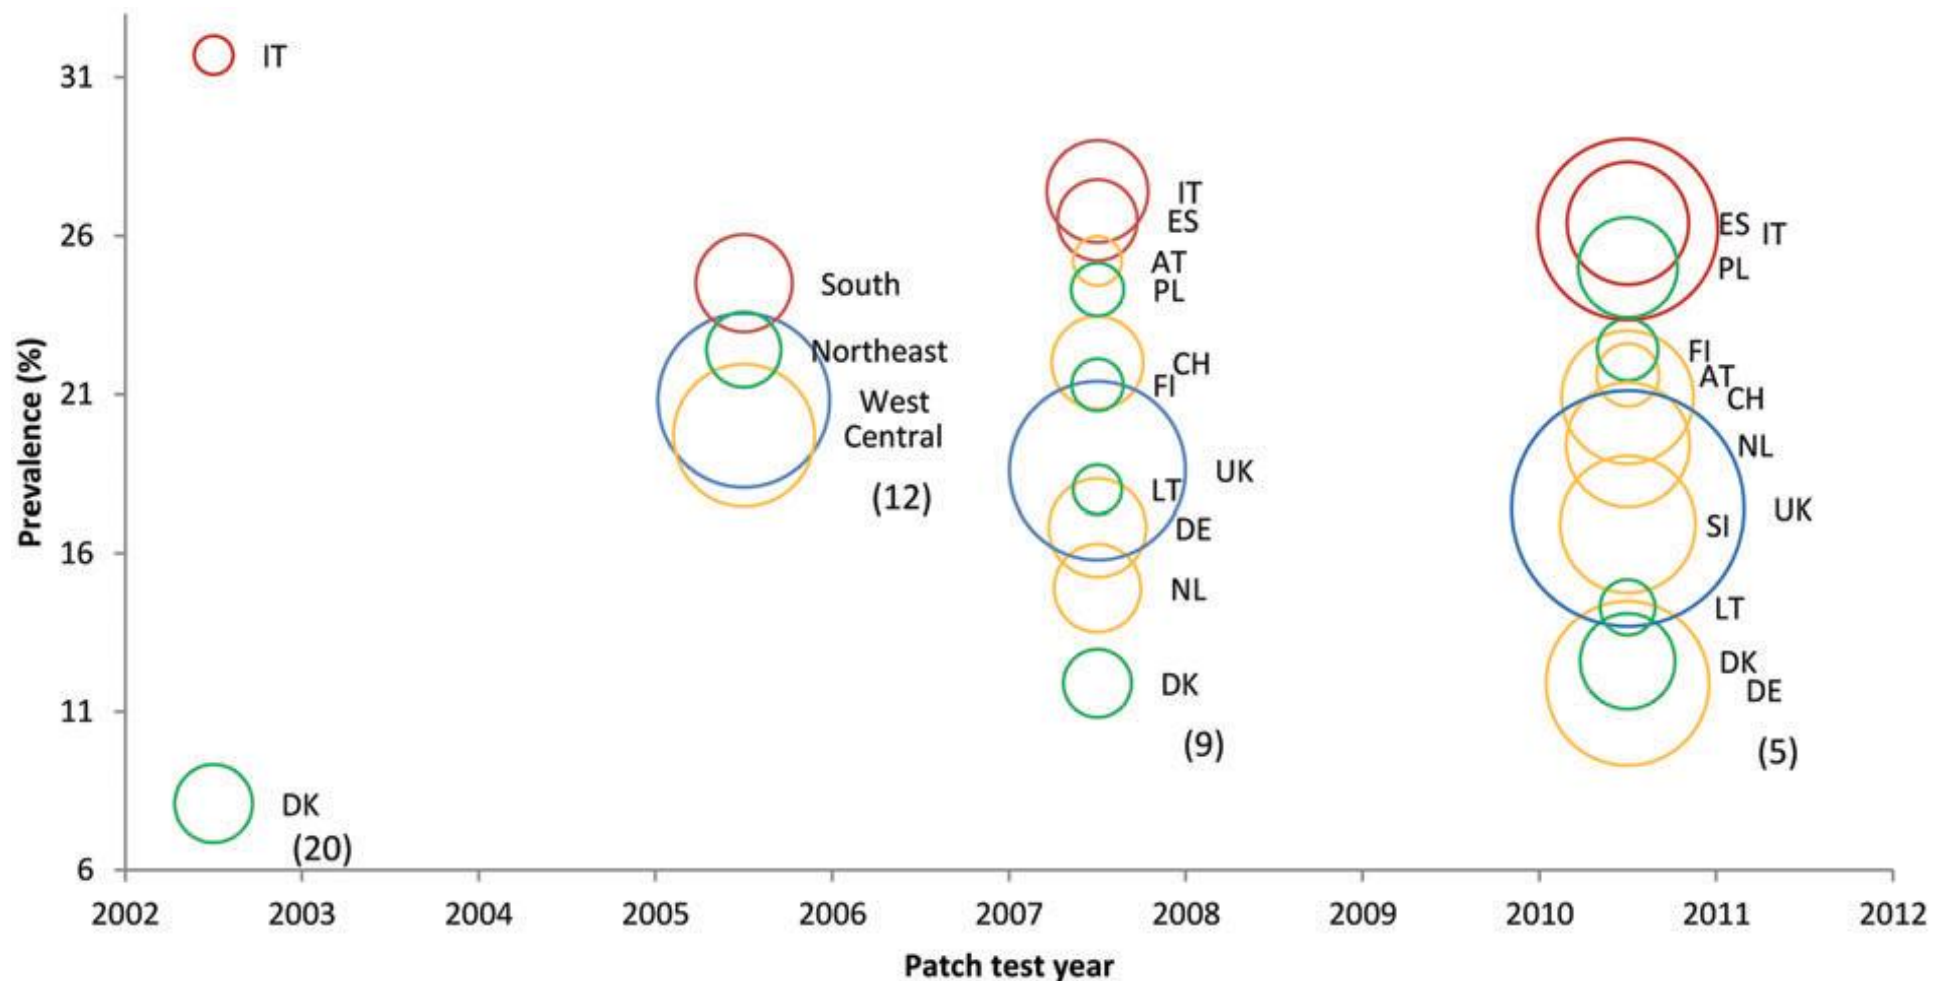 Prevalence (%)
31
26
21
16
11
6
IT
DK
(20)
South
Northeast
West
Central
(12)
IT
ES
AT
PL
CH
FI
UK
LT
DE
NL
DK
(9)
ES IT
PL
FI
AT
CH
NL
UK
SI
LT
DK
DE
(5)
2002 2003 2004 2005 2006 2007 2008 2009 2010 2011 2012
Patch test year